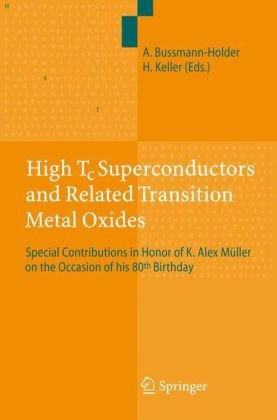 A. Bussmann-Holder
H. Keller (Eds.)
High Tc Superconductors
and Related Transition
Metal Oxides
Special Contributions in Honor of K. Alex Müller
on the Occasion of his 80th Birthday
Springer